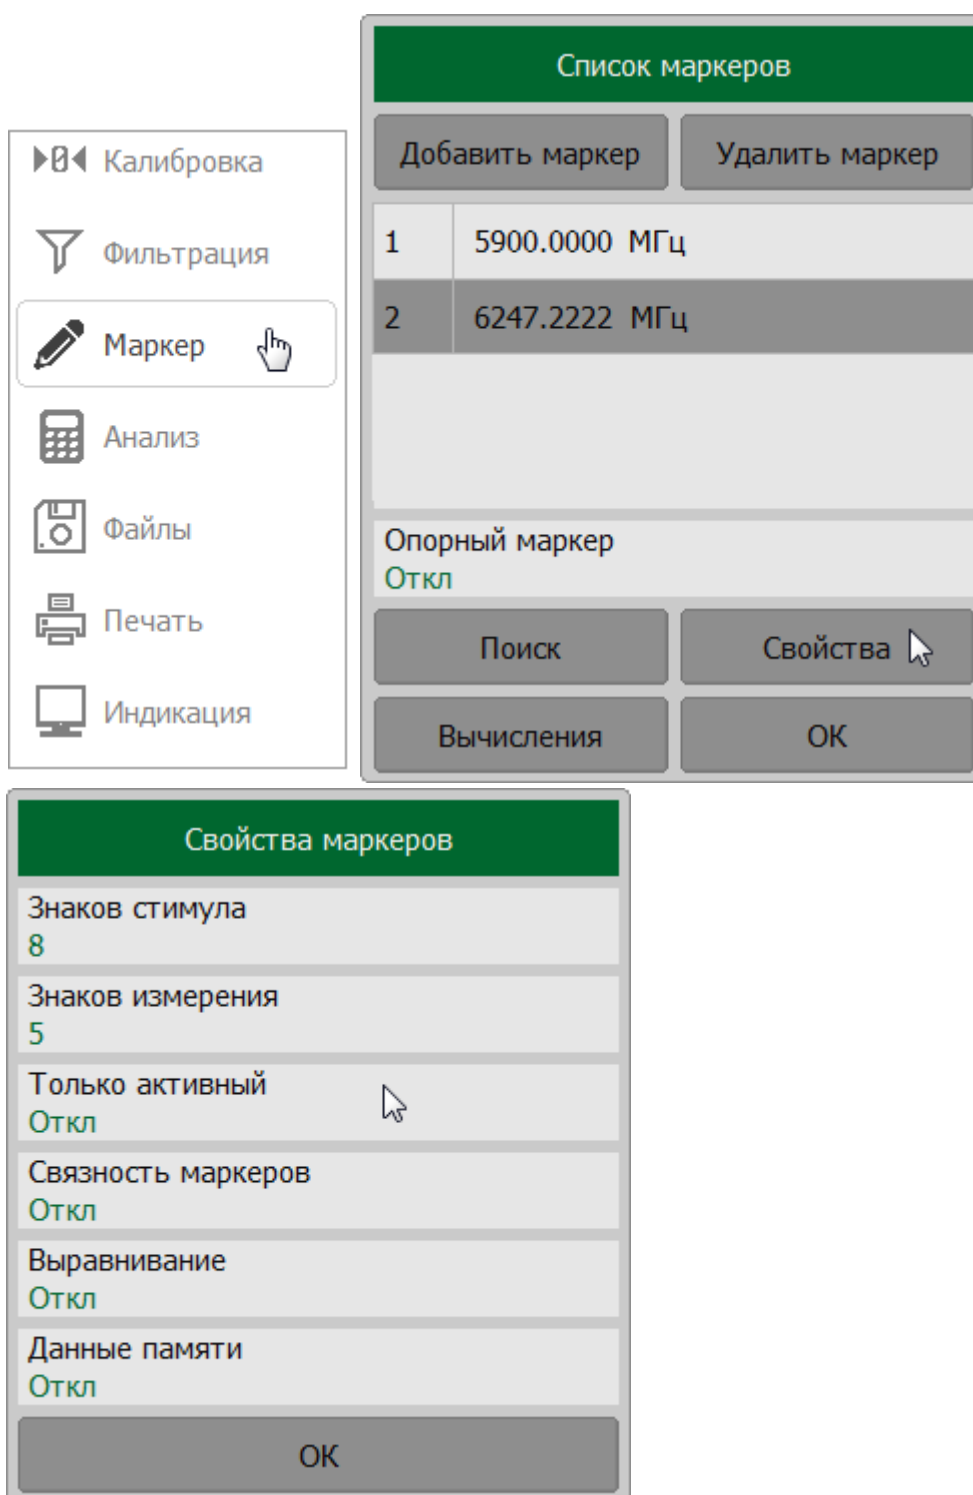 Калибровка
Фильтрация
Маркер
Анализ
Файлы
Печать
Индикация
Список маркеров
Добавить маркер Удалить маркер
1 5900.0000 МГц
2 6247.2222 МГц
Опорный маркер
Откл
Поиск Свойства
Вычисления ОК
Свойства маркеров
Знаков стимула
8
Знаков измерения
5
Только активный
Откл
Связность маркеров
Откл
Выравнивание
Откл
Данные памяти
Откл
ОК